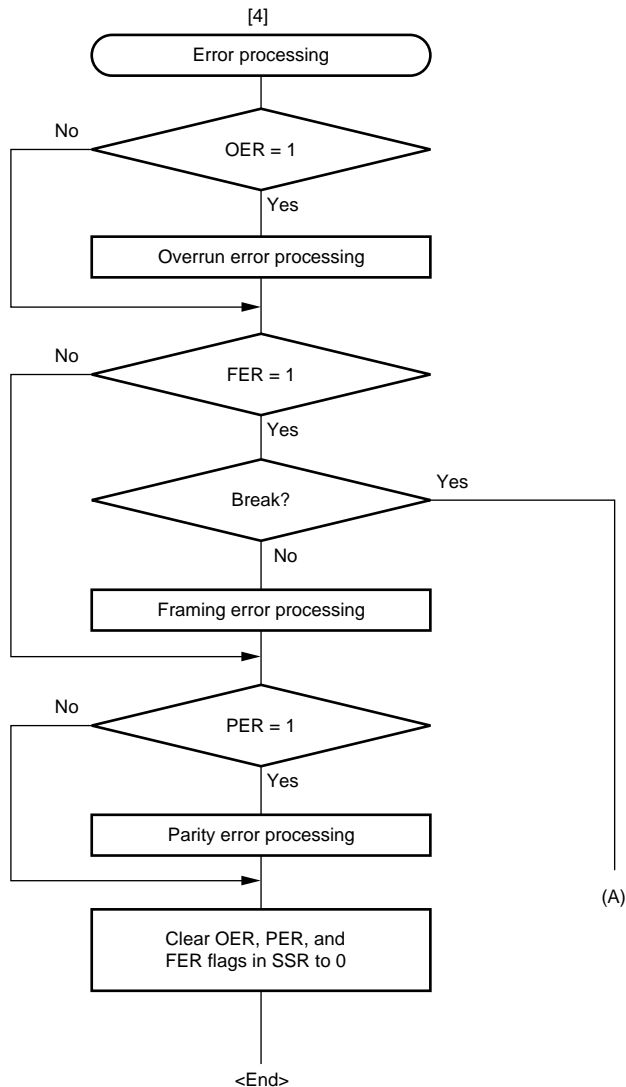 [4]
Error processing
No
OER = 1
Yes
Overrun error processing
No
FER = 1
Yes
Break?
Yes
No
Framing error processing
No
PER = 1
Yes
Parity error processing
(A)
Clear OER, PER, and
FER flags in SSR to 0
<End>